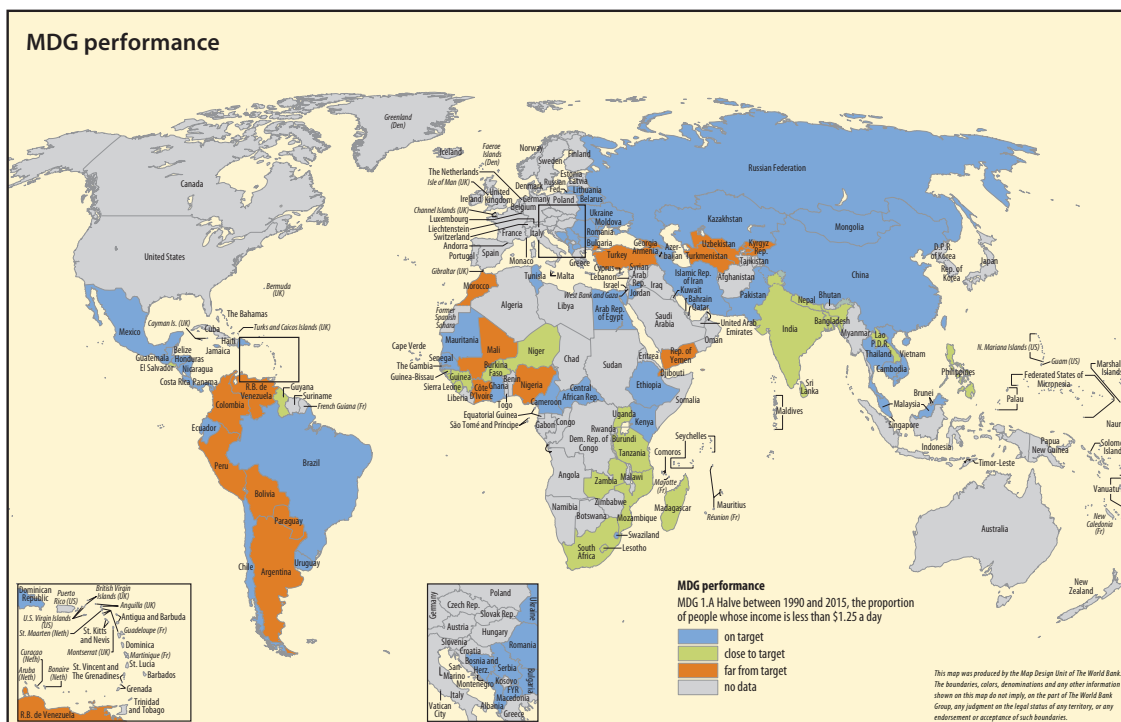 MDG performance
Greenland
(Den)
Faeroe
Islands
(Den)
Iceland
Norway
Sweden
Finland
Estonia
Latvia
Lithuania
Russian
Fed.
Belarus
Denmark
The Netherlands
Isle of Man (UK)
United
Kingdom
Ireland
Germany
Poland
Belgium
Channel Islands (UK)
Luxembourg
Liechtenstein
Switzerland
France
Italy
Andorra
Portugal
Spain
Monaco
Gibraltar (UK)
Malta
Greece
Ukraine
Moldova
Romania
Bulgaria
Russian Federation
Canada
United States
Bermuda
(UK)
Mexico
The Bahamas
Cayman Is. (UK)
Cuba
Turks and Caicos Islands (UK)
Haiti
Jamaica
Belize
Guatemala
Honduras
El Salvador
Nicaragua
Costa Rica
Panama
R.B. de
Venezuela
Guyana
Suriname
French Guiana (Fr)
Colombia
Ecuador
Peru
Brazil
Bolivia
Paraguay
Chile
Argentina
Uruguay
Kazakhstan
Mongolia
Georgia
Armenia
Azer-
baijan
Turkey
Uzbekistan
Turkmenistan
Kyrgyz
Rep.
Tajikistan
D.P.R.
of Korea
Rep. of
Korea
Japan
China
Cyprus
Lebanon
Israel
West Bank and Gaza
Syrian
Arab
Rep.
Jordan
Iraq
Islamic Rep.
of Iran
Afghanistan
Kuwait
Bahrain
Qatar
Saudi
Arabia
United Arab
Emirates
Oman
Rep. of
Yemen
Pakistan
India
Nepal
Bhutan
Bangladesh
Myanmar
Lao
P.D.R.
Thailand
Vietnam
Cambodia
Sri
Lanka
Maldives
Philippines
Brunei
Malaysia
Singapore
Indonesia
Timor-Leste
Papua
New Guinea
N. Mariana Islands (US)
Guam (US)
Palau
Federated States of
Micronesia
Marshall
Islands
Nauru
Solomon
Islands
Vanuatu
New
Caledonia
(Fr)
Australia
New
Zealand
Morocco
Tunisia
Algeria
Libya
Arab Rep.
of Egypt
Former
Spanish
Sahara
Mauritania
Mali
Niger
Chad
Sudan
Eritrea
Djibouti
Ethiopia
Somalia
Cape Verde
Senegal
The Gambia
Guinea-Bissau
Guinea
Sierra Leone
Liberia
Côte
D'Ivoire
Burkina
Faso
Ghana
Togo
Benin
Nigeria
Cameroon
Central
African Rep.
Equatorial Guinea
São Tomé and Príncipe
Gabon
Congo
Dem. Rep. of
Congo
Uganda
Kenya
Rwanda
Burundi
Tanzania
Seychelles
Comoros
Mayotte
(Fr)
Angola
Zambia
Malawi
Mozambique
Zimbabwe
Namibia
Botswana
Madagascar
Mauritius
Réunion (Fr)
South
Africa
Swaziland
Lesotho
Dominican
Republic
Puerto
Rico (US)
British Virgin
Islands (UK)
Anguilla (UK)
U.S. Virgin Islands
(US)
Antigua and Barbuda
St. Maarten (Neth)
St. Kitts
and Nevis
Guadeloupe (Fr)
Montserrat (UK)
Dominica
Martinique (Fr)
St. Lucia
Barbados
Curaçao
(Neth)
Aruba
(Neth)
Bonaire
(Neth)
St. Vincent and
The Grenadines
Grenada
Trinidad
and Tobago
R.B. de Venezuela
Germany
Poland
Czech Rep.
Slovak Rep.
Ukraine
Austria
Hungary
Slovenia
Croatia
Romania
San
Marino
Bosnia and
Herz.
Serbia
Montenegro
Kosovo
Bulgaria
Italy
FYR
Macedonia
Albania
Vatican
City
Greece
MDG performance
MDG 1.A Halve between 1990 and 2015, the proportion
of people whose income is less than $1.25 a day
on target
close to target
far from target
no data
This map was produced by the Map Design Unit of The World Bank.
The boundaries, colors, denominations and any other information
shown on this map do not imply, on the part of The World Bank
Group, any judgment on the legal status of any territory, or any
endorsement or acceptance of such boundaries.